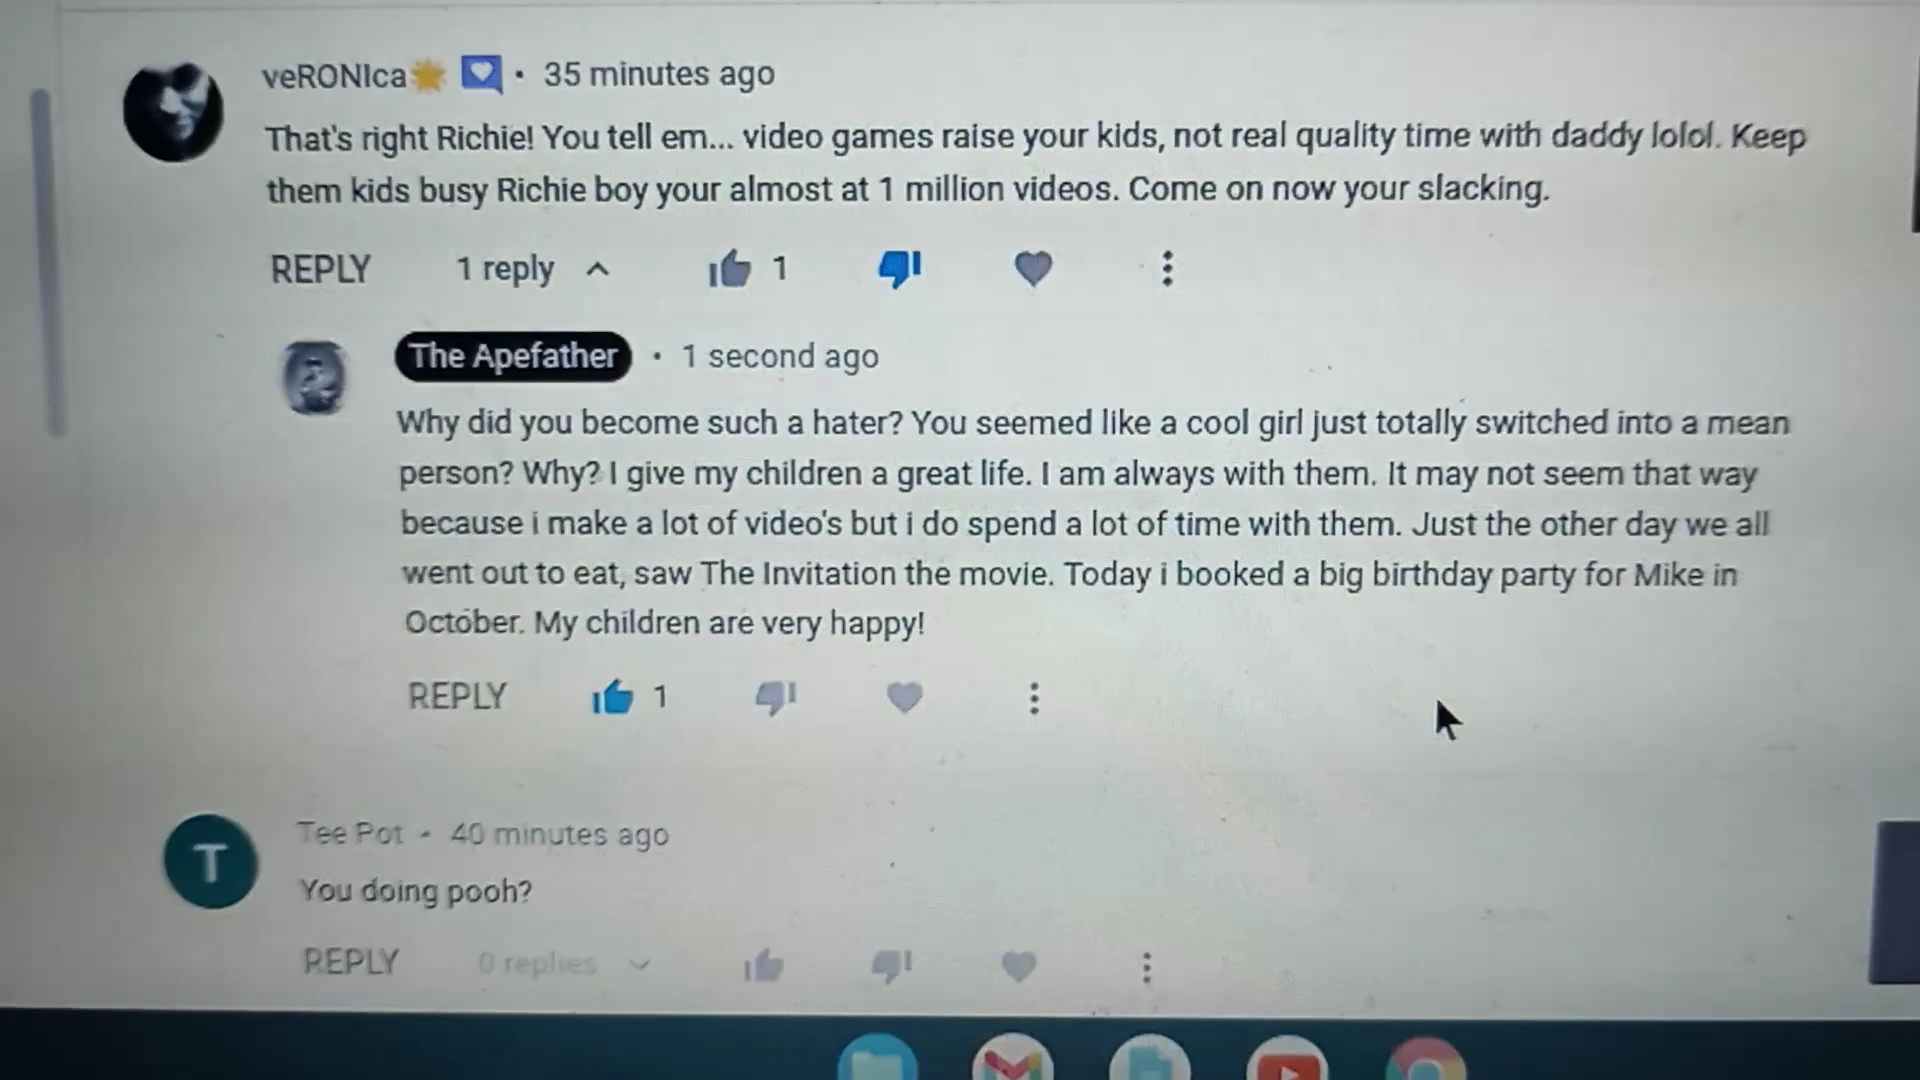 veRONIca · 35 minutes ago
That's right Richie! You tell em... video games raise your kids, not real quality time with daddy lolol. Keep
them kids busy Richie boy your almost at 1 million videos. Come on now your slacking.
REPLY 1 reply 1
The Apefather · 1 second ago
Why did you become such a hater? You seemed like a cool girl just totally switched into a mean
person? Why? I give my children a great life. I am always with them. It may not seem that way
because i make a lot of video's but i do spend a lot of time with them. Just the other day we all
went out to eat, saw The Invitation the movie. Today i booked a big birthday party for Mike in
October. My children are very happy!
REPLY 1
T
Tee Pot · 40 minutes ago
You doing pooh?
REPLY 0 replies